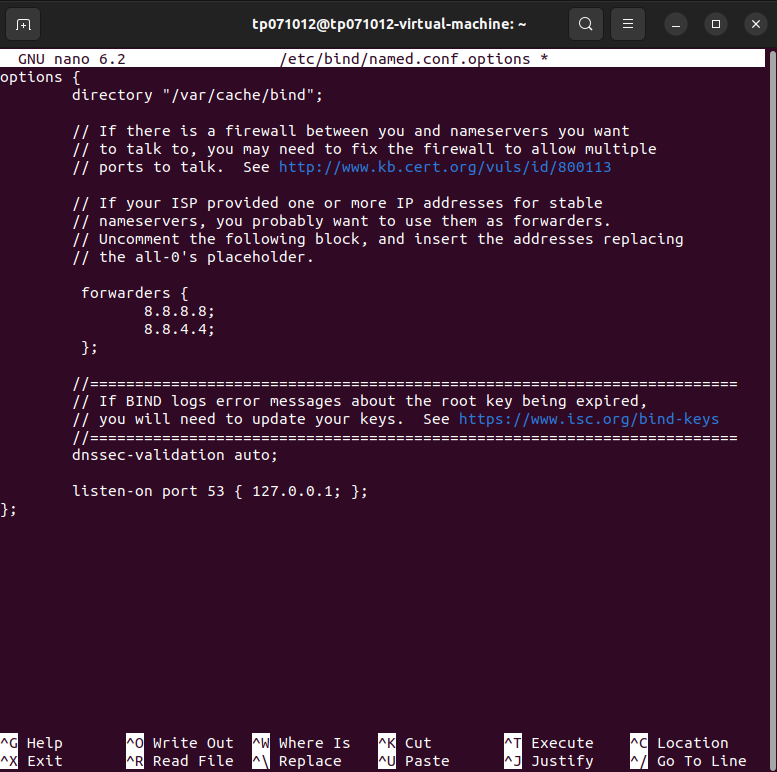 tp071012@tp071012-virtual-machine: ~
GNU nano 6.2 /etc/bind/named.conf.options *
options {
        directory "/var/cache/bind";

        // If there is a firewall between you and nameservers you want
        // to talk to, you may need to fix the firewall to allow multiple
        // ports to talk.  See http://www.kb.cert.org/vuls/id/800113

        // If your ISP provided one or more IP addresses for stable
        // nameservers, you probably want to use them as forwarders.
        // Uncomment the following block, and insert the addresses replacing
        // the all-0's placeholder.

         forwarders {
                8.8.8.8;
                8.8.4.4;
         };

        //========================================================================
        // If BIND logs error messages about the root key being expired,
        // you will need to update your keys.  See https://www.isc.org/bind-keys
        //========================================================================
        dnssec-validation auto;

        listen-on port 53 { 127.0.0.1; };
};

^G Help ^O Write Out ^W Where Is ^K Cut ^T Execute ^C Location
^X Exit ^R Read File ^\ Replace ^U Paste ^J Justify ^/ Go To Line